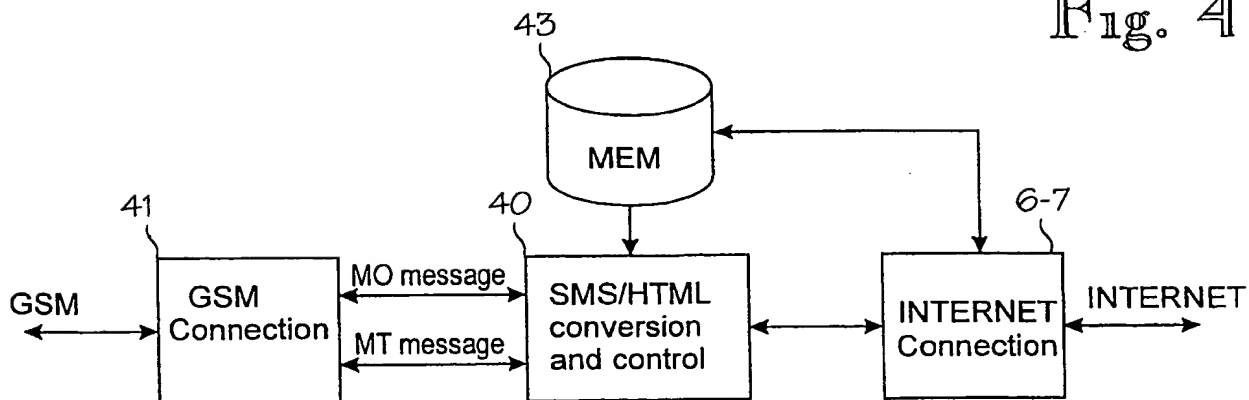 Fig. 4
43
MEM
41
40
6-7
GSM
GSM
Connection
MO message
MT message
SMS/HTML
conversion
and control
INTERNET
Connection
INTERNET